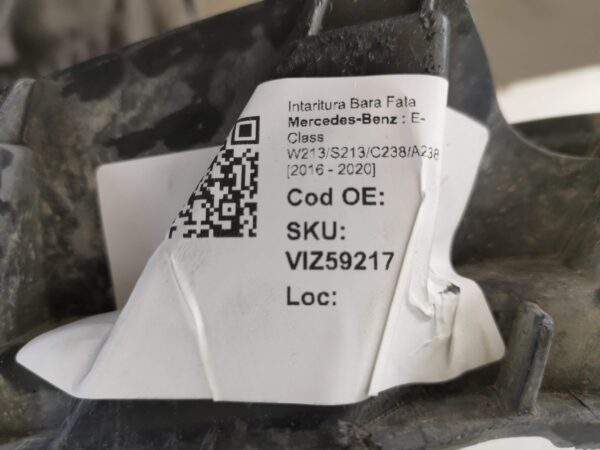 Intaritura Bara Fata
Mercedes-Benz : E-
Class
W213/S213/C238/A238
[2016 - 2020]
Cod OE:
SKU:
VIZ59217
Loc: